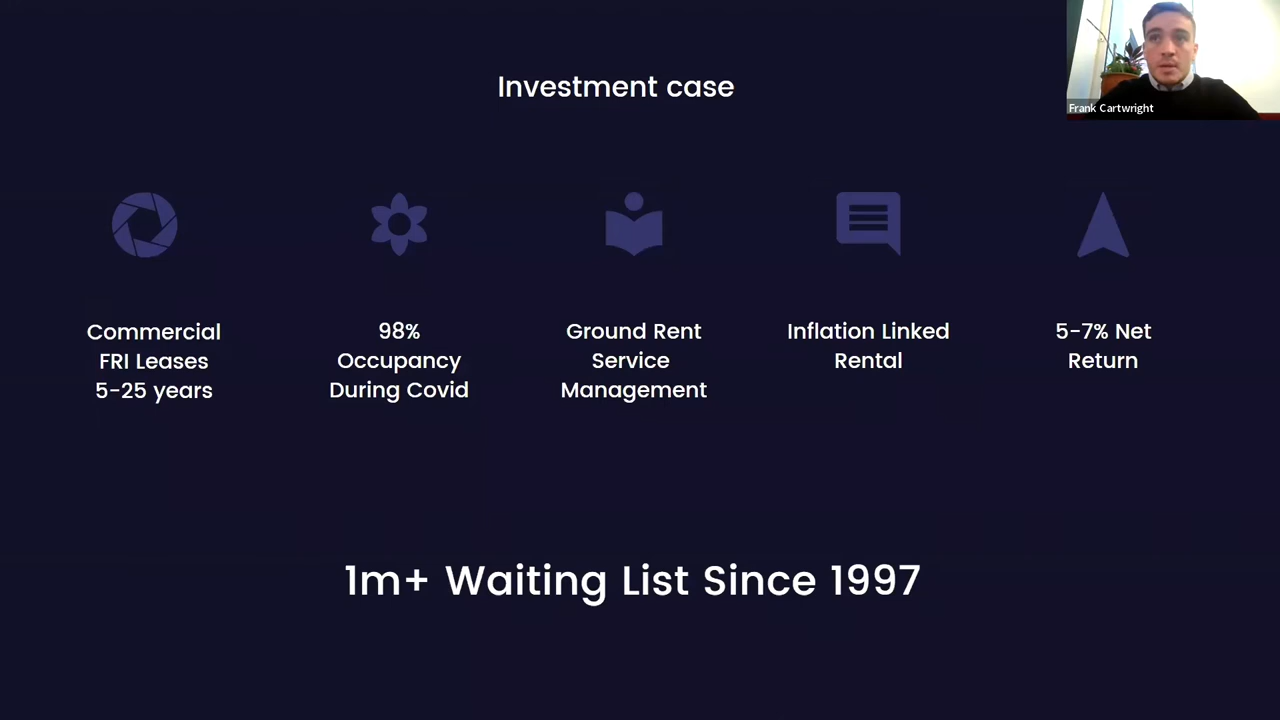 Investment case
Frank Cartwright
Commercial
FRI Leases
5-25 years
98%
Occupancy
During Covid
Ground Rent
Service
Management
Inflation Linked
Rental
5-7% Net
Return
1m+ Waiting List Since 1997